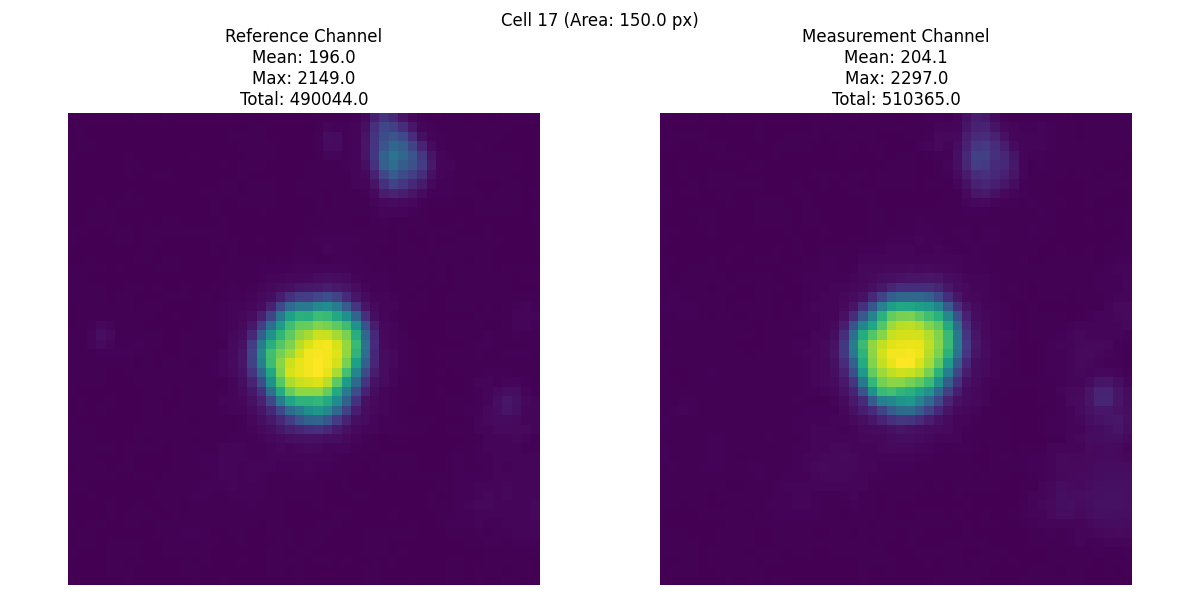 Cell 17 (Area: 150.0 px)
Reference Channel
Mean: 196.0
Max: 2149.0
Total: 490044.0
Measurement Channel
Mean: 204.1
Max: 2297.0
Total: 510365.0